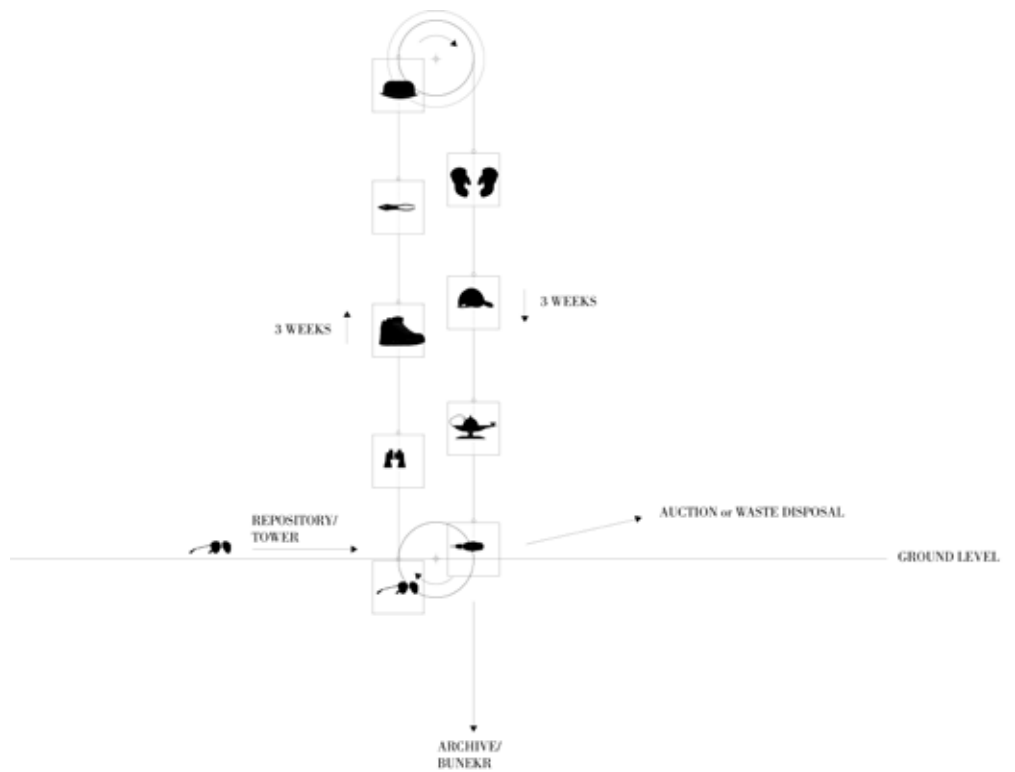 3 WEEKS
3 WEEKS
REPOSITORY/
TOWER
AUCTION or WASTE DISPOSAL
GROUND LEVEL
ARCHIVE/
BUNEKR